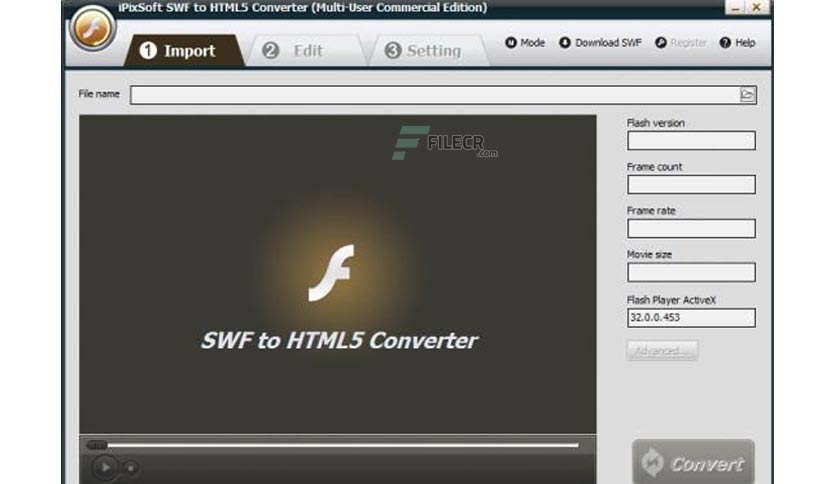 iPixSoft SWF to HTML5 Converter (Multi-User Commercial Edition)
1 Import 2 Edit 3 Setting Mode Download SWF Register ? Help
File name
FILECR
.com
Flash version
Frame count
Frame rate
Movie size
Flash Player ActiveX
32.0.0.453
Advanced...
SWF to HTML5 Converter
Convert